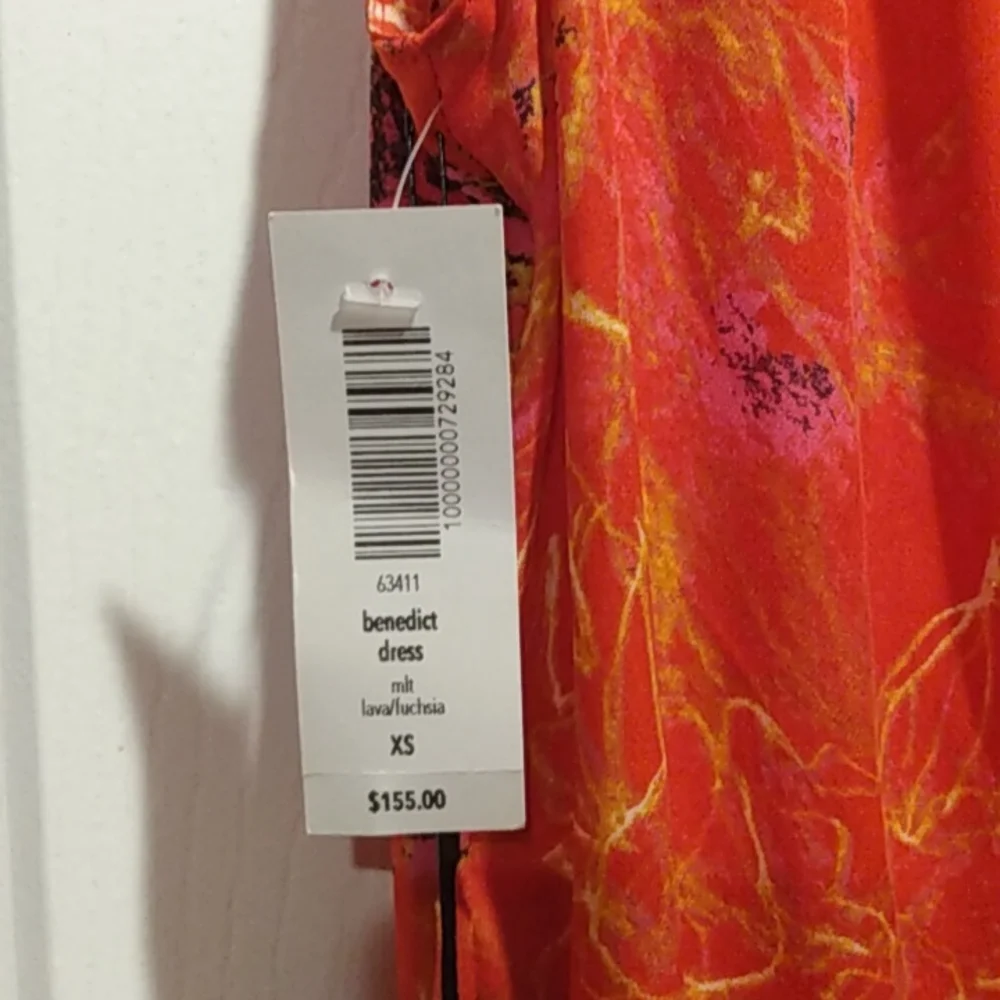 1000000000729284
63411
benedict
dress
mlt
lava/fuchsia
XS
$155.00